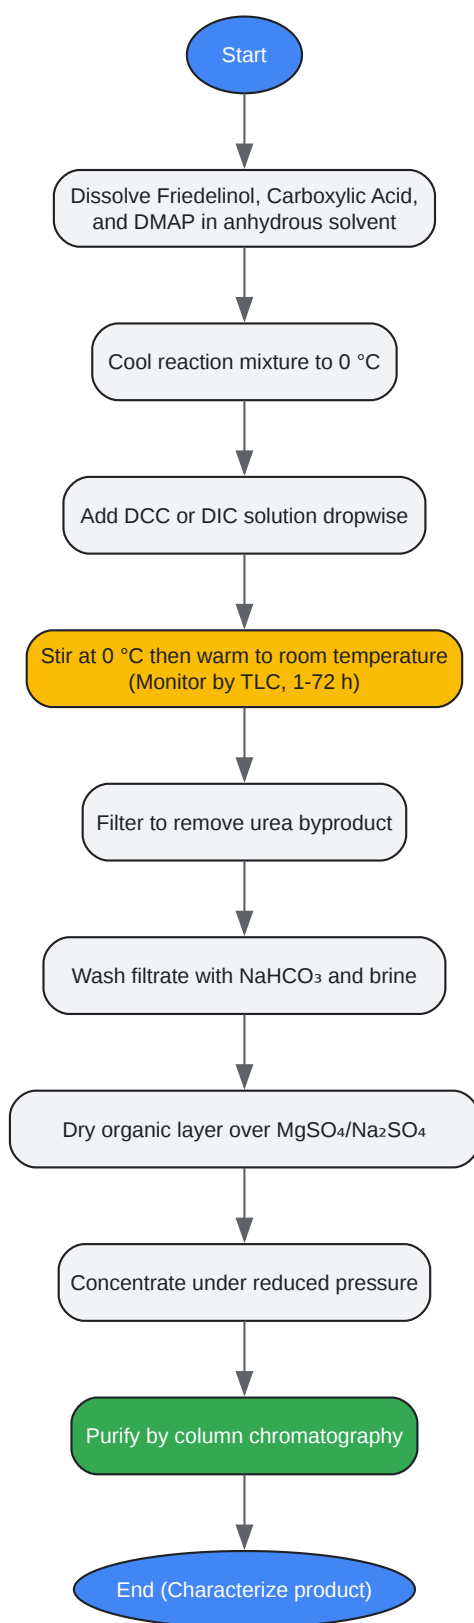 Start
Dissolve Friedelinol, Carboxylic Acid,
and DMAP in anhydrous solvent
Cool reaction mixture to 0 °C
Add DCC or DIC solution dropwise
Stir at 0 °C then warm to room temperature
(Monitor by TLC, 1-72 h)
Filter to remove urea byproduct
Wash filtrate with NaHCO₃ and brine
Dry organic layer over MgSO₄/Na₂SO₄
Concentrate under reduced pressure
Purify by column chromatography
End (Characterize product)